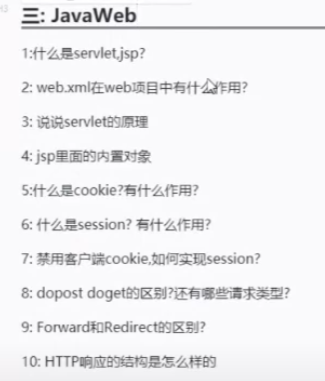 三: JavaWeb
1:什么是servlet,jsp?
2: web.xml在web项目中有什么作用?
3: 说说servlet的原理
4: jsp里面的内置对象
5:什么是cookie?有什么作用?
6: 什么是session? 有什么作用?
7: 禁用客户端cookie,如何实现session?
8: dopost doget的区别?还有哪些请求类型?
9: Forward和Redirect的区别?
10: HTTP响应的结构是怎么样的